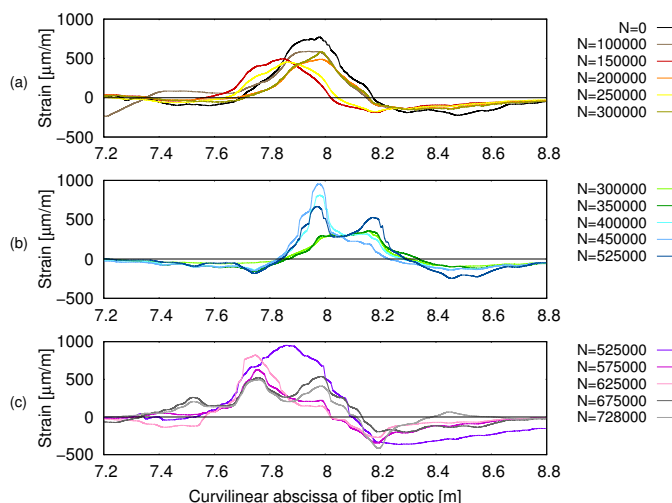 1000
500
0
-500
Strain [µm/m]
(a)
7.2 7.4 7.6 7.8 8 8.2 8.4 8.6 8.8
N=0
N=100000
N=150000
N=200000
N=250000
N=300000
1000
500
0
-500
Strain [µm/m]
(b)
7.2 7.4 7.6 7.8 8 8.2 8.4 8.6 8.8
N=300000
N=350000
N=400000
N=450000
N=525000
1000
500
0
-500
Strain [µm/m]
(c)
7.2 7.4 7.6 7.8 8 8.2 8.4 8.6 8.8
N=525000
N=575000
N=625000
N=675000
N=728000
Curvilinear abscissa of fiber optic [m]